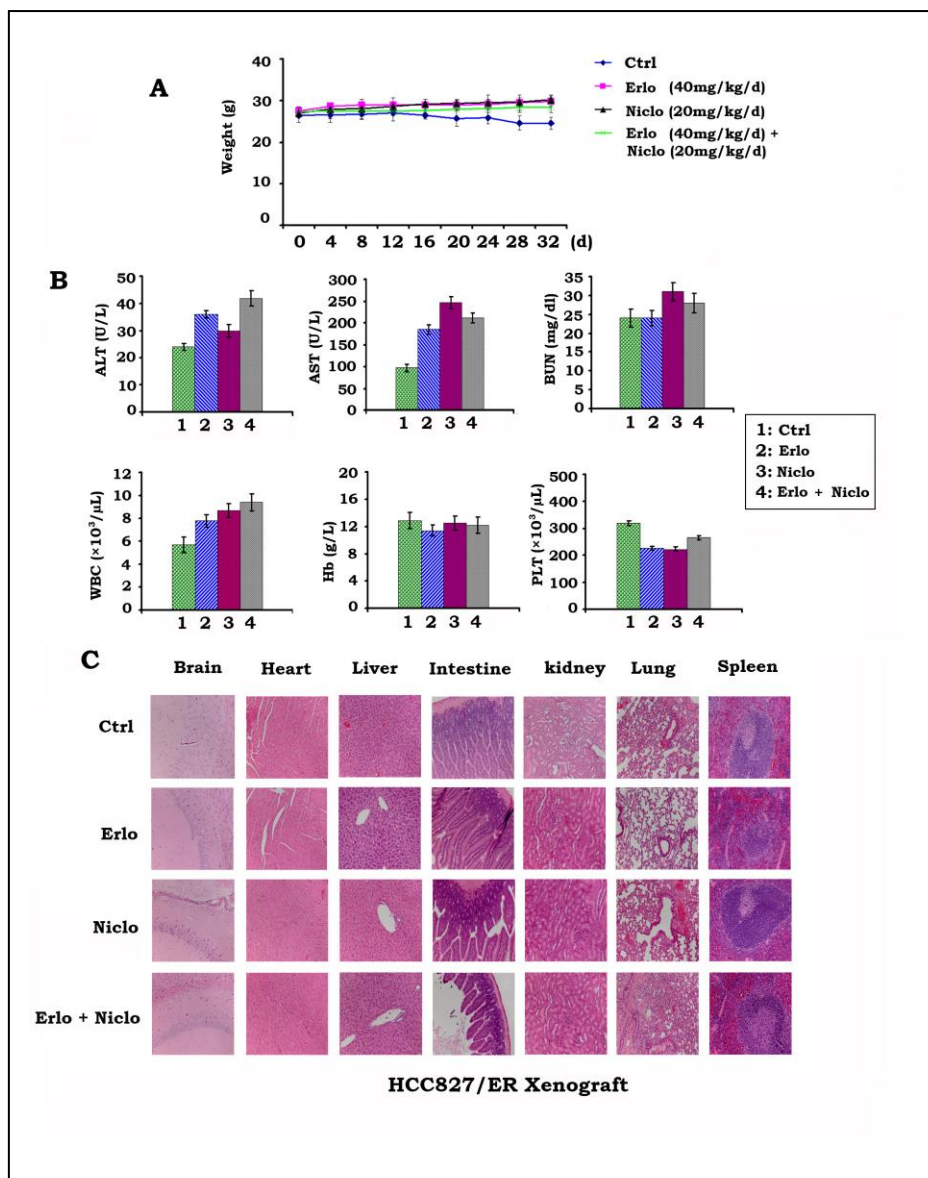 A
Weight (g)
40
30
20
10
0
0 4 8 12 16 20 24 28 32 (d)
Ctrl
Erlo (40mg/kg/d)
Niclo (20mg/kg/d)
Erlo (40mg/kg/d) +
Niclo (20mg/kg/d)
B
ALT (U/L)
50
40
30
20
10
0
1 2 3 4
AST (U/L)
300
250
200
150
100
50
0
1 2 3 4
BUN (mg/dl)
35
30
25
20
15
10
5
0
1 2 3 4
1: Ctrl
2: Erlo
3: Niclo
4: Erlo + Niclo
WBC (×10³/μL)
12
10
8
6
4
2
0
1 2 3 4
Hb (g/L)
20
16
12
8
4
0
1 2 3 4
PLT (×10³/μL)
500
400
300
200
100
0
1 2 3 4
C
Brain Heart Liver Intestine kidney Lung Spleen
Ctrl
Erlo
Niclo
Erlo + Niclo
HCC827/ER Xenograft